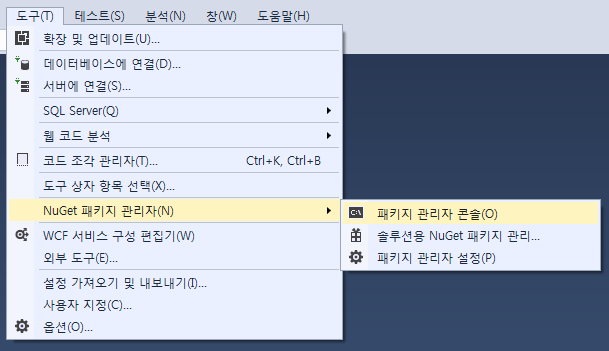 도구(T) 테스트(S) 분석(N) 창(W) 도움말(H)
확장 및 업데이트(U)...
데이터베이스에 연결(D)...
서버에 연결(S)...
SQL Server(Q)
웹 코드 분석
코드 조각 관리자(T)... Ctrl+K, Ctrl+B
도구 상자 항목 선택(X)...
NuGet 패키지 관리자(N)
WCF 서비스 구성 편집기(W)
외부 도구(E)...
설정 가져오기 및 내보내기(I)...
사용자 지정(C)...
옵션(O)...
C:\ 패키지 관리자 콘솔(O)
솔루션용 NuGet 패키지 관리...
패키지 관리자 설정(P)